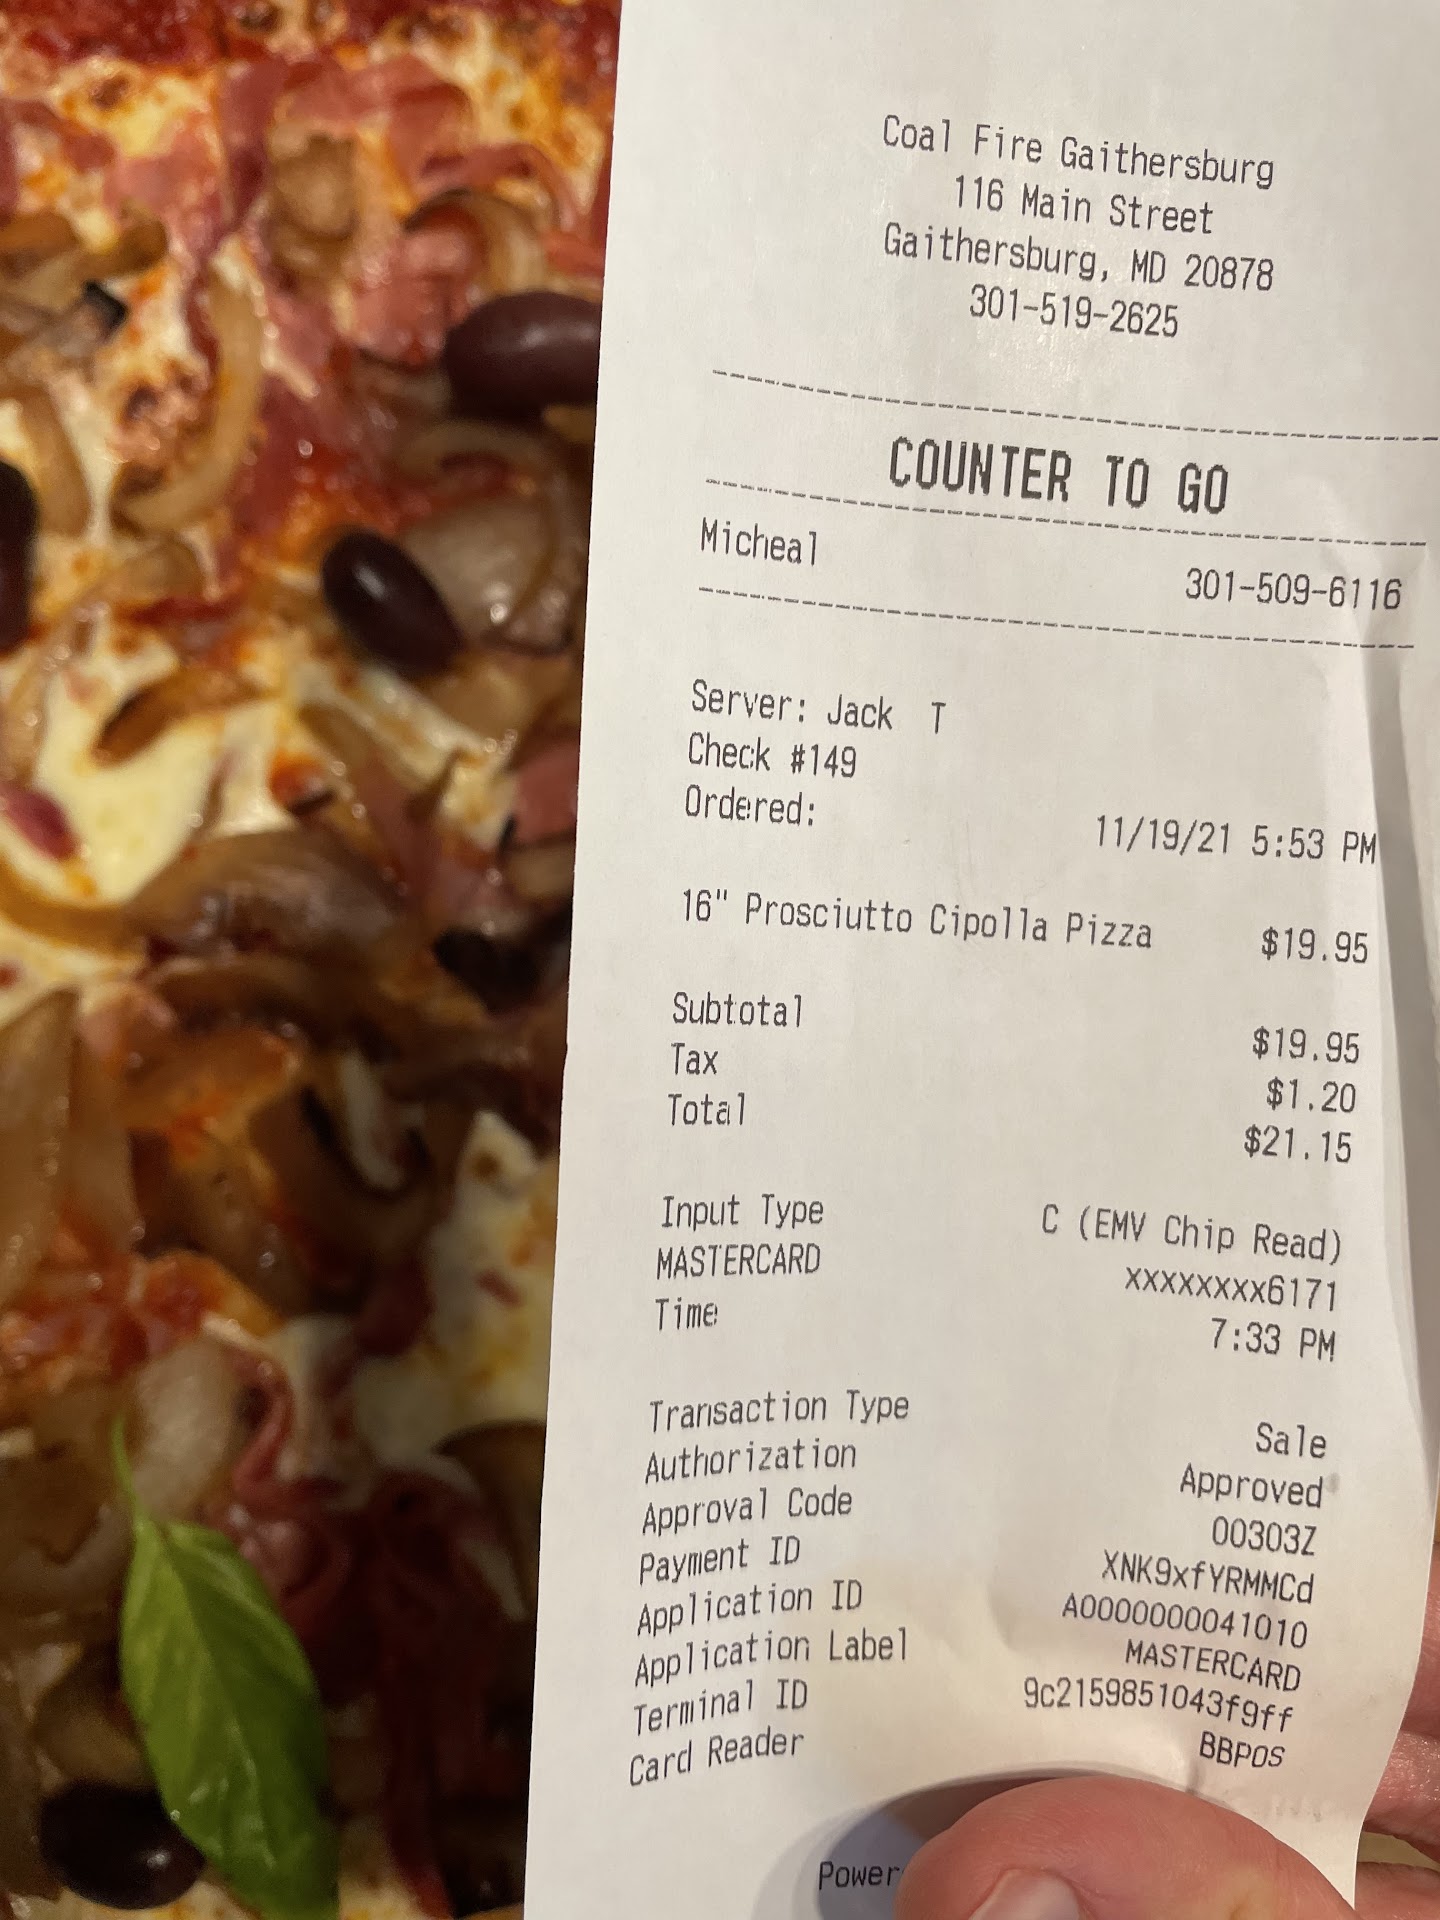 Coal Fire Gaithersburg
116 Main Street
Gaithersburg, MD 20878
301-519-2625
COUNTER TO GO
Micheal 301-509-6116
Server: Jack T
Check #149
Ordered: 11/19/21 5:53 PM
16" Prosciutto Cipolla Pizza $19.95
Subtotal $19.95
Tax $1.20
Total $21.15
Input Type C (EMV Chip Read)
MASTERCARD xxxxxxxx6171
Time 7:33 PM
Transaction Type Sale
Authorization Approved
Approval Code 00303Z
Payment ID XNK9xfYRMMCd
Application ID A0000000041010
Application Label MASTERCARD
Terminal ID 9c2159851043f9ff
Card Reader BBPOS